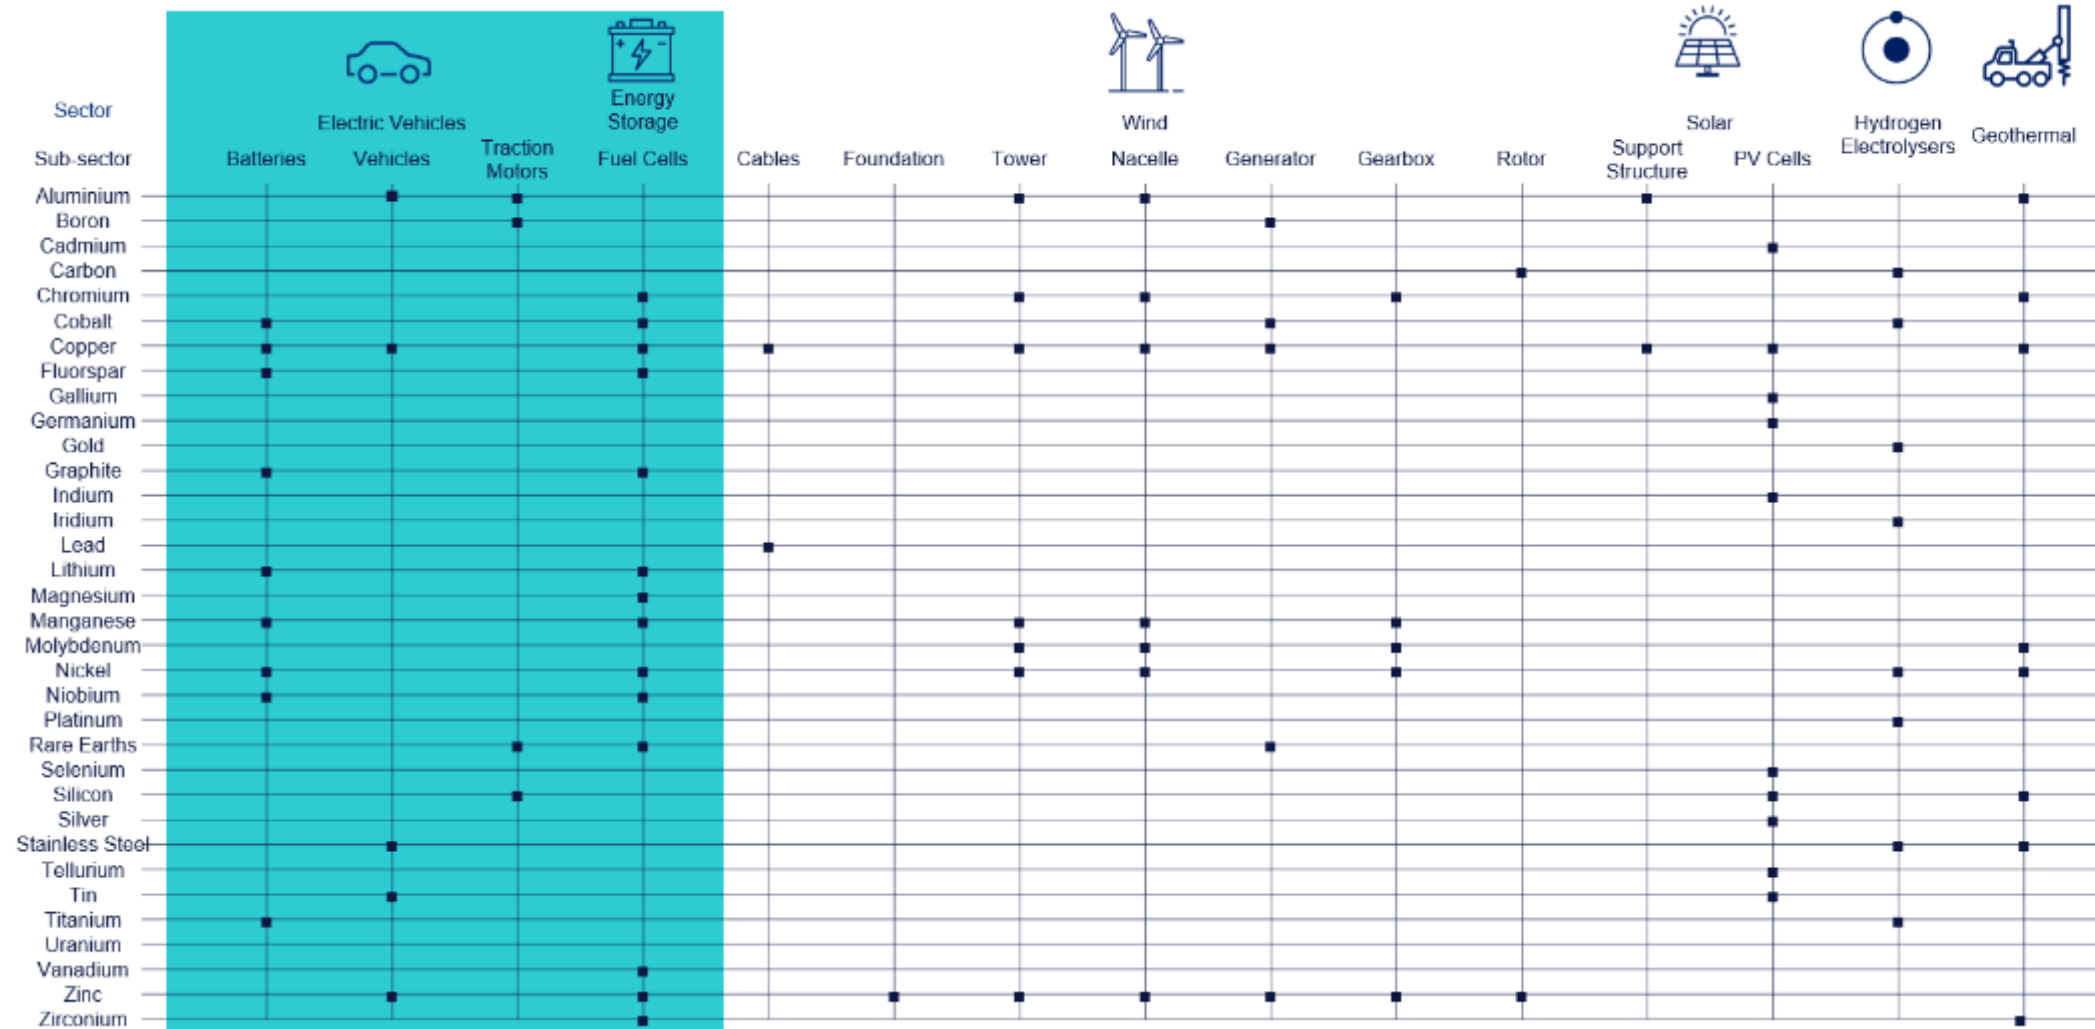 Sector
Electric Vehicles
Energy
Storage
Wind
Solar
Hydrogen
Electrolysers
Geothermal
Sub-sector
Batteries
Vehicles
Traction
Motors
Fuel Cells
Cables
Foundation
Tower
Nacelle
Generator
Gearbox
Rotor
Support
Structure
PV Cells
Aluminium
Boron
Cadmium
Carbon
Chromium
Cobalt
Copper
Fluorspar
Gallium
Germanium
Gold
Graphite
Indium
Iridium
Lead
Lithium
Magnesium
Manganese
Molybdenum
Nickel
Niobium
Platinum
Rare Earths
Selenium
Silicon
Silver
Stainless Steel
Tellurium
Tin
Titanium
Uranium
Vanadium
Zinc
Zirconium